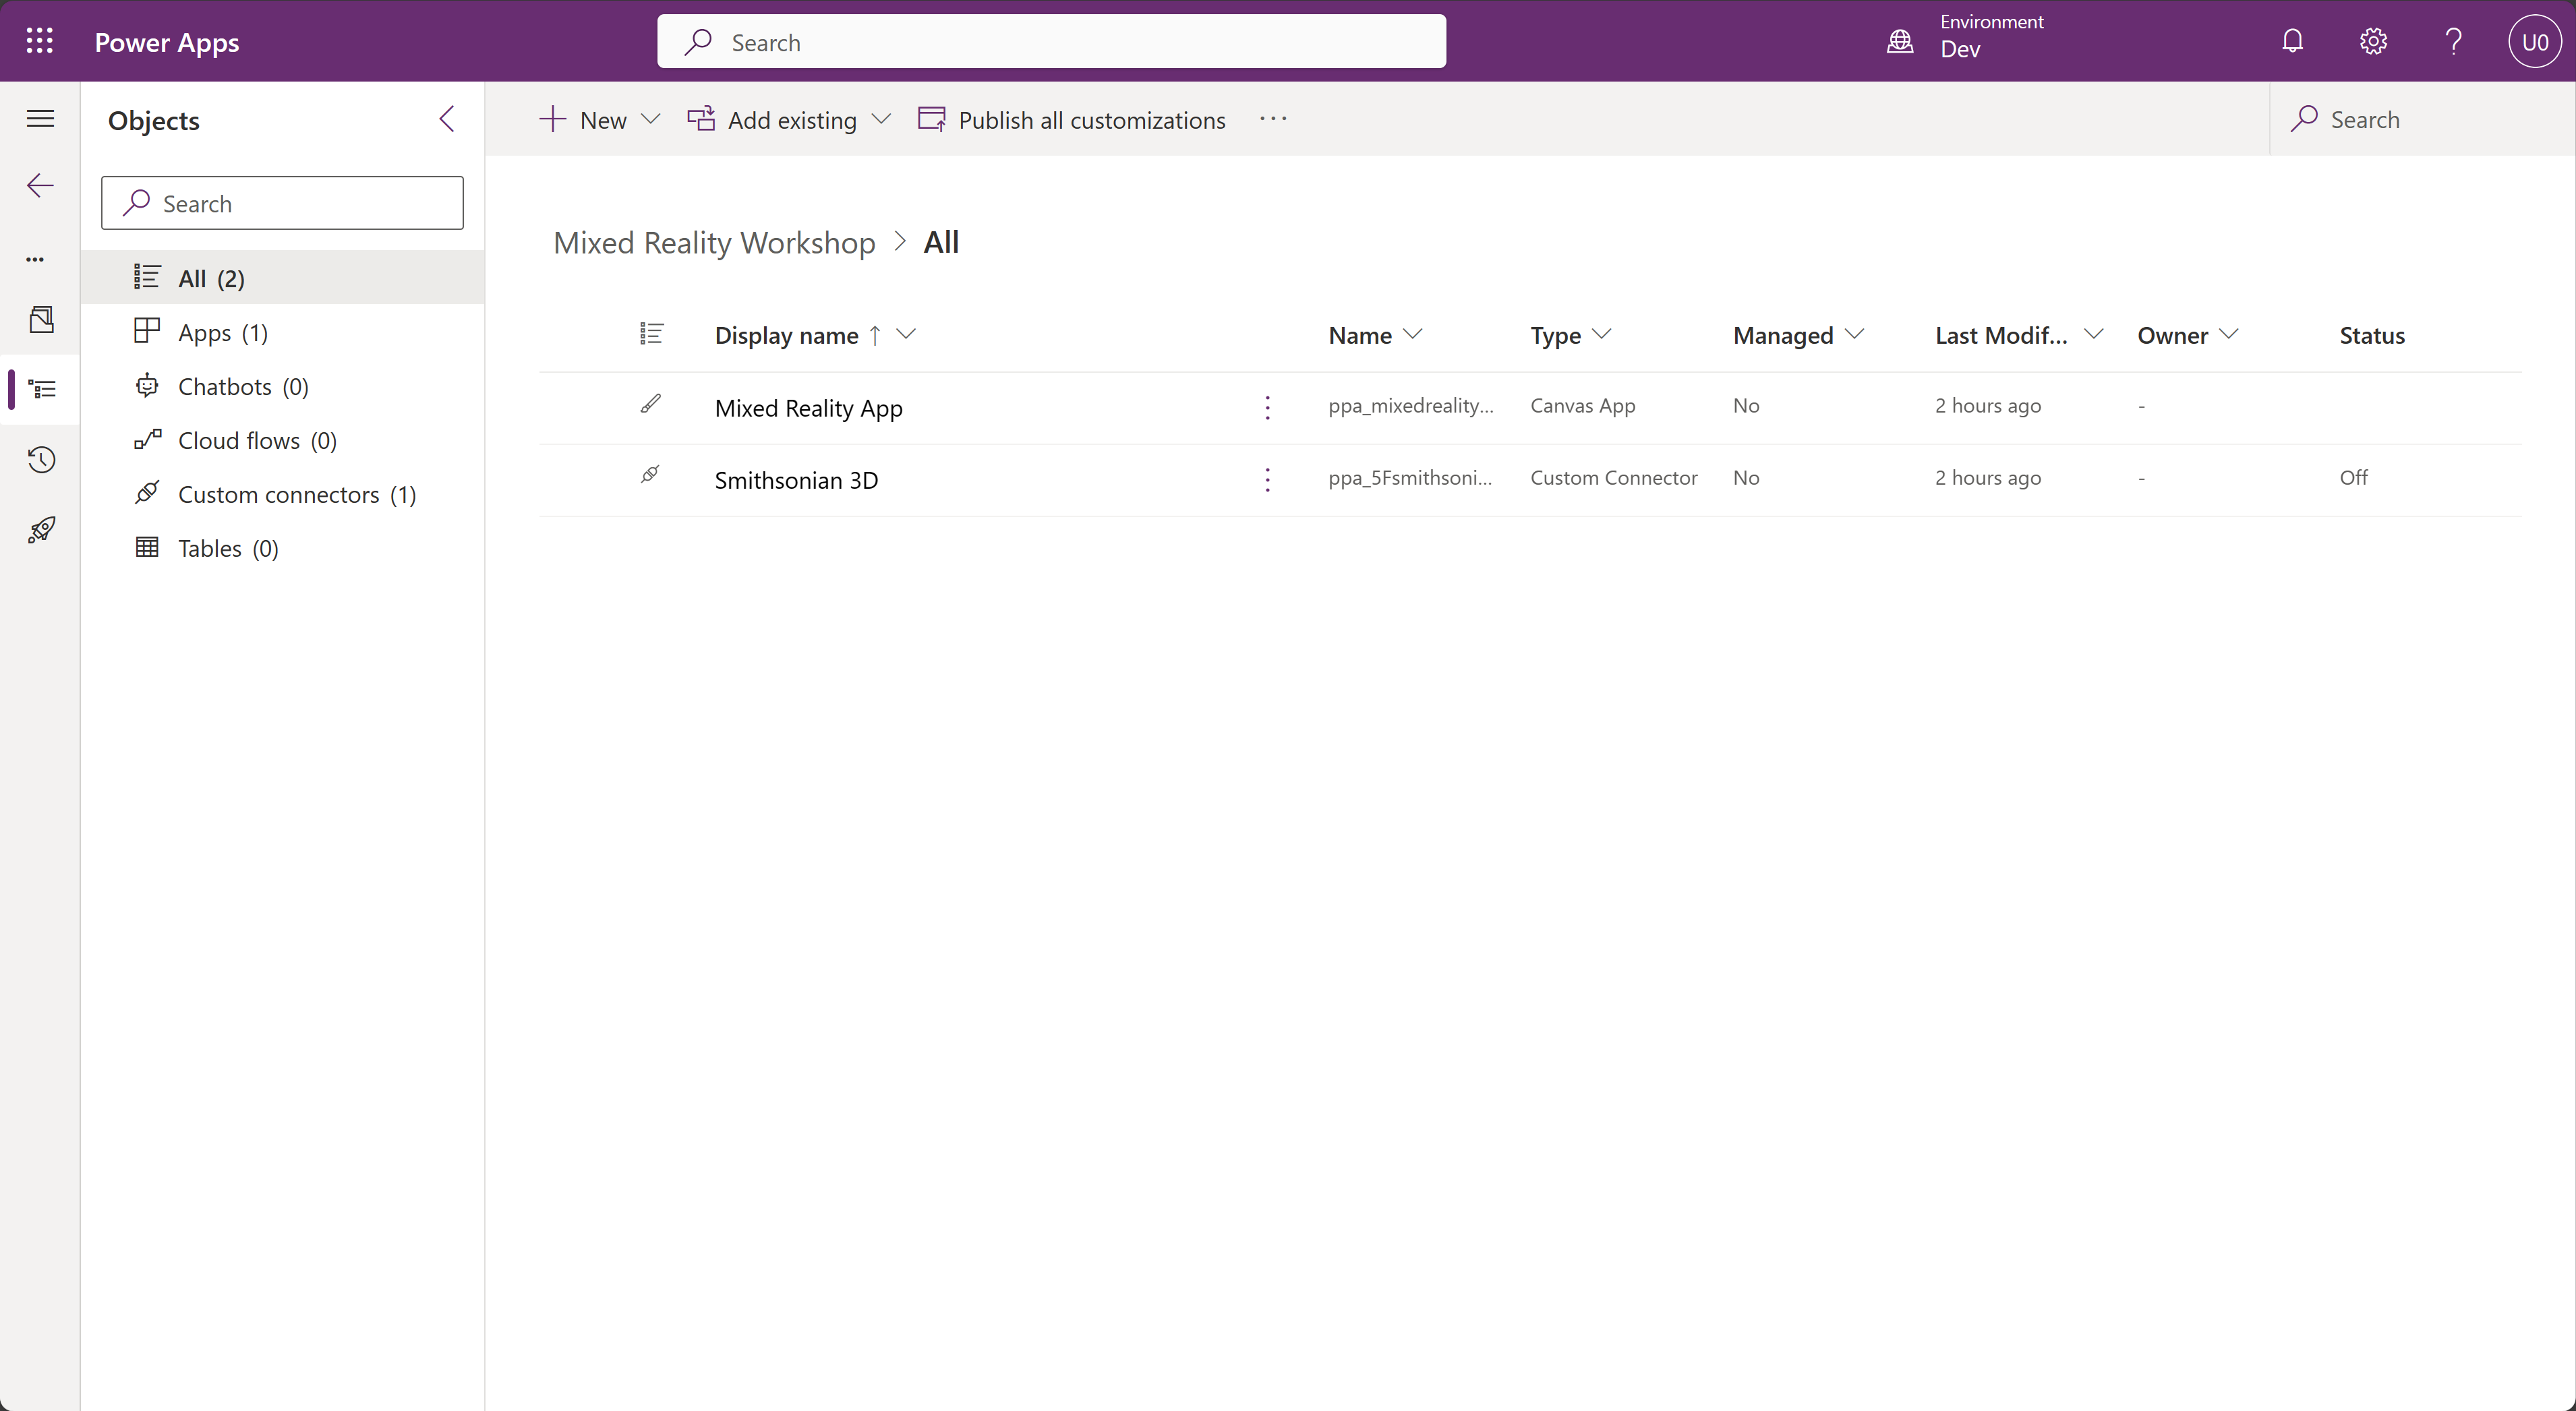 Power Apps
Search
Environment
Dev
U0
Objects
New
Add existing
Publish all customizations
Search
Search
Mixed Reality Workshop > All
All (2)
Apps (1)
Chatbots (0)
Cloud flows (0)
Custom connectors (1)
Tables (0)
Display name ↑ Name Type Managed Last Modif... Owner Status
Mixed Reality App ppa_mixedreality... Canvas App No 2 hours ago -
Smithsonian 3D ppa_5Fsmithsoni... Custom Connector No 2 hours ago - Off